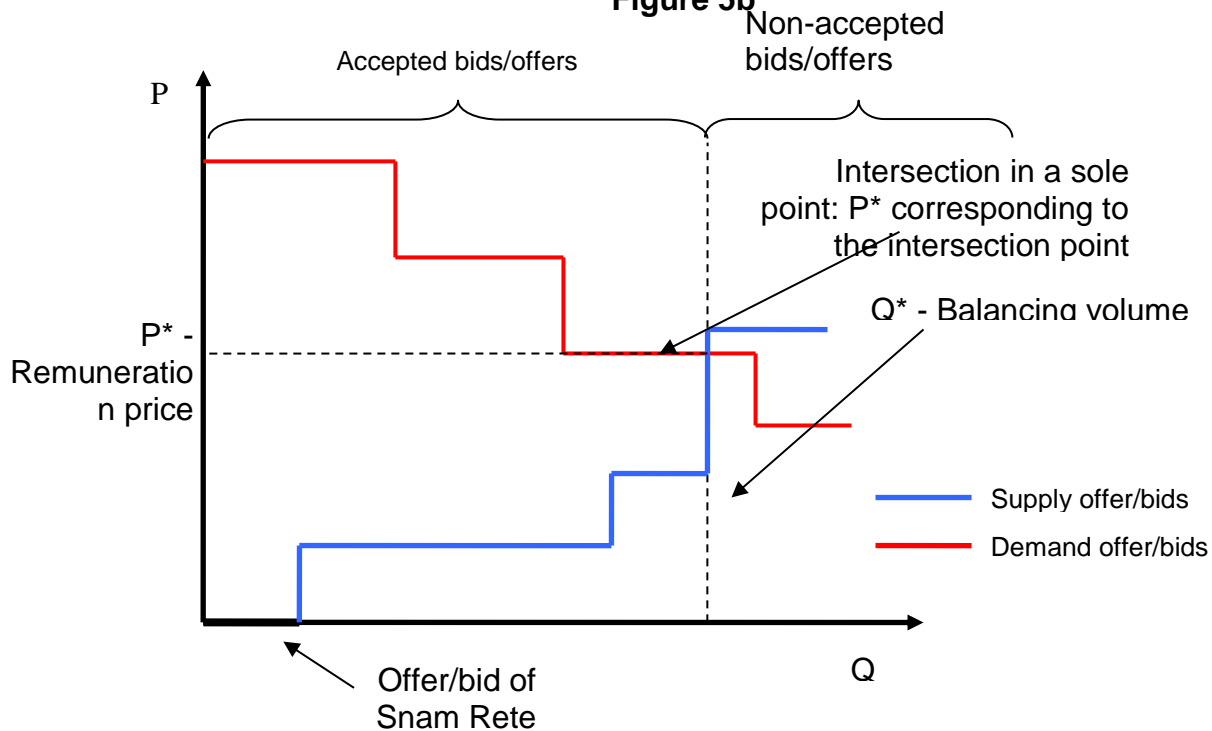 Figure 5b
Non-accepted
bids/offers
Accepted bids/offers
P
Intersection in a sole
point: P* corresponding to
the intersection point
Q* - Balancing volume
P* -
Remuneratio
n price
Supply offer/bids
Demand offer/bids
Q
Offer/bid of
Snam Rete